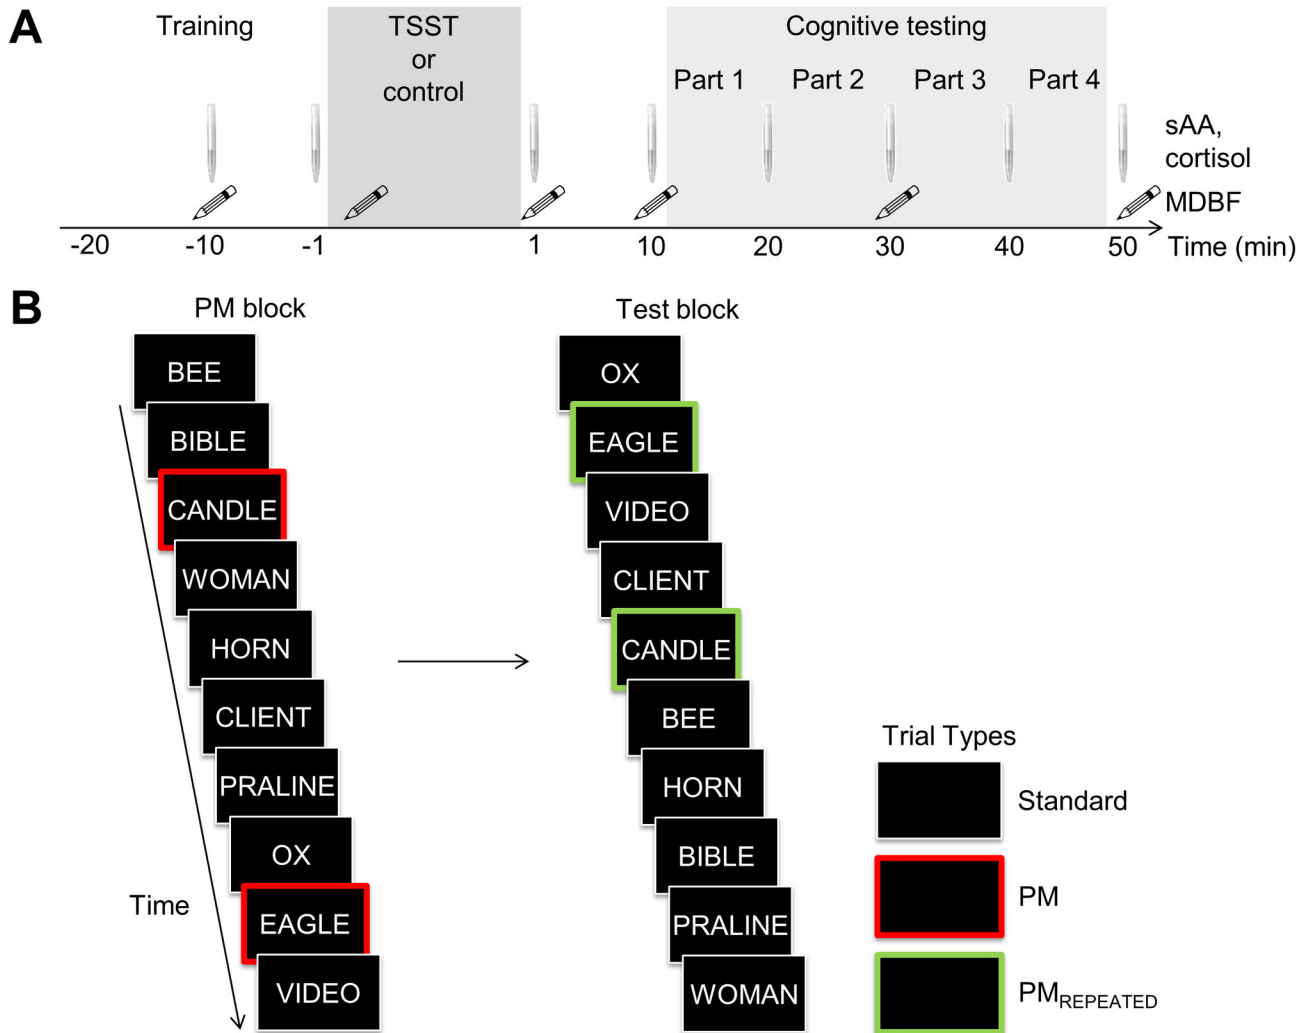 A
Training
TSST
or
control
Cognitive testing
Part 1 Part 2 Part 3 Part 4
sAA,
cortisol
MDBF
-20 -10 -1 1 10 20 30 40 50 Time (min)
B
PM block
BEE
BIBLE
CANDLE
WOMAN
HORN
CLIENT
PRALINE
OX
EAGLE
VIDEO
Time
Test block
OX
EAGLE
VIDEO
CLIENT
CANDLE
BEE
HORN
BIBLE
PRALINE
WOMAN
Trial Types
Standard
PM
PMREPEATED